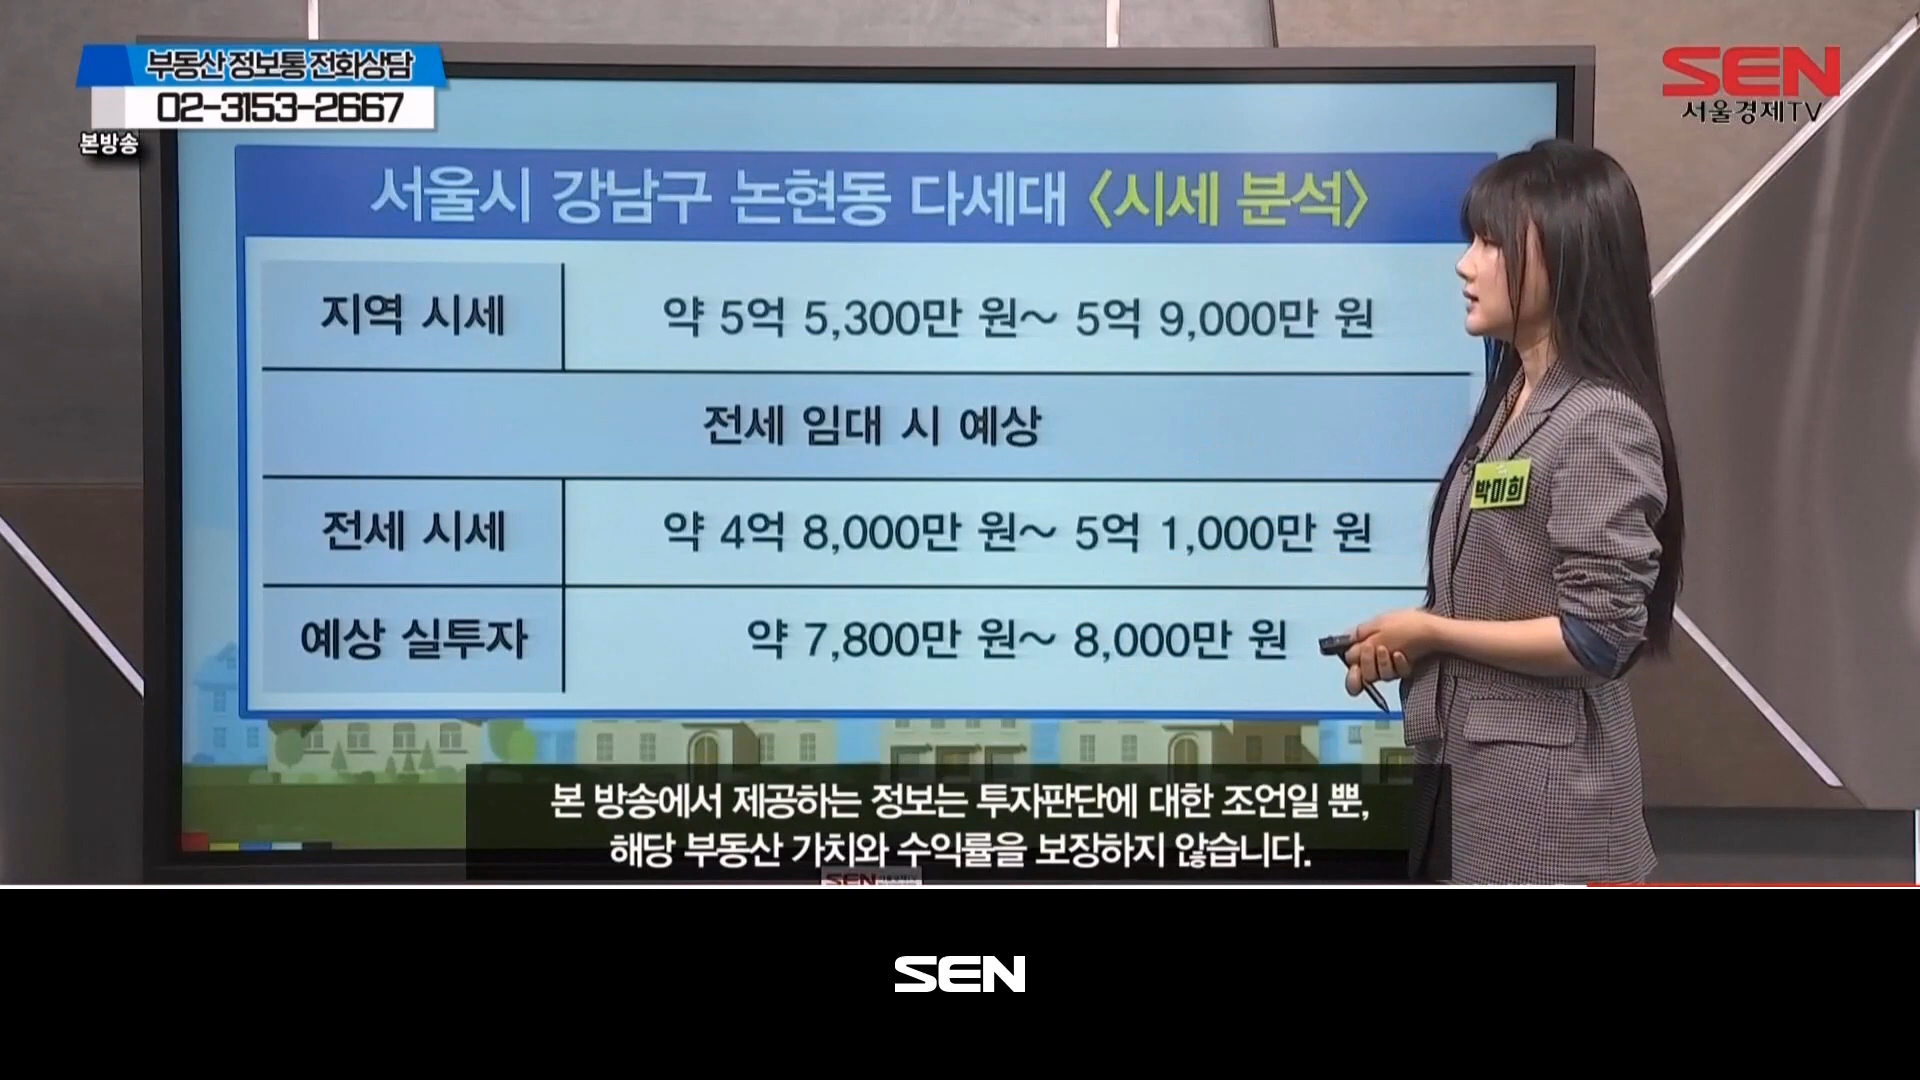 부동산 정보통 전화상담
02-3153-2667
본방송
SEN
서울경제TV
서울시 강남구 논현동 다세대 <시세 분석>
지역 시세 약 5억 5,300만 원~ 5억 9,000만 원
전세 임대 시 예상
전세 시세 약 4억 8,000만 원~ 5억 1,000만 원
예상 실투자 약 7,800만 원~ 8,000만 원
박미희
본 방송에서 제공하는 정보는 투자판단에 대한 조언일 뿐,
해당 부동산 가치와 수익률을 보장하지 않습니다.
SEN 서울경제TV
SEN